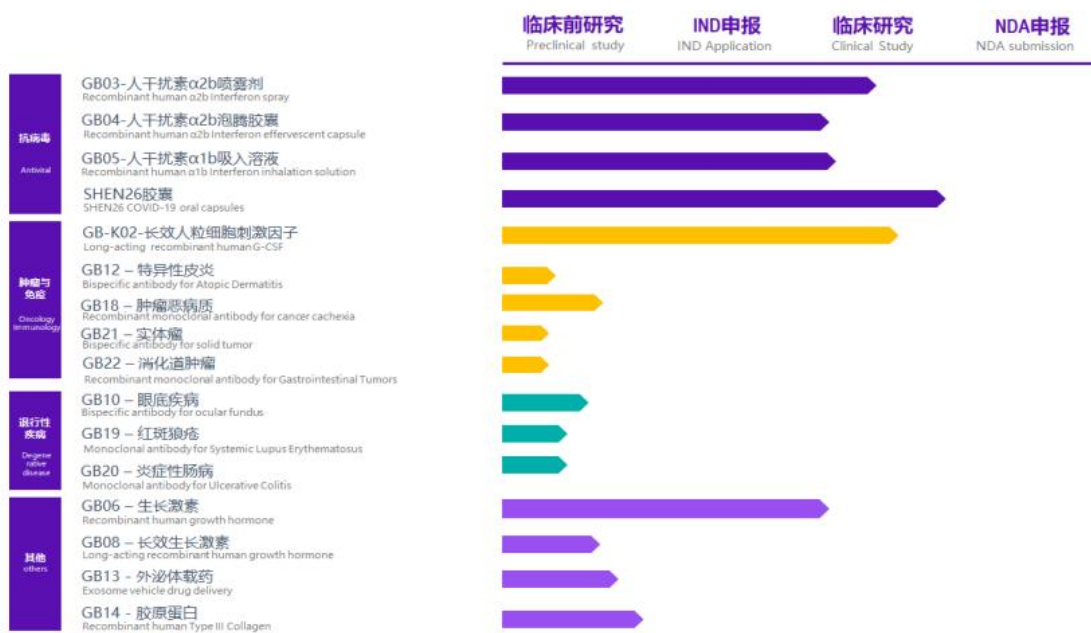 临床前研究 IND申报 临床研究 NDA申报
Preclinical study IND Application Clinical Study NDA submission
抗病毒
Antiviral
GB03-人干扰素α2b喷雾剂
Recombinant human α2b Interferon spray
GB04-人干扰素α2b泡腾胶囊
Recombinant human α2b Interferon effervescent capsule
GB05-人干扰素α1b吸入溶液
Recombinant human α1b Interferon inhalation solution
SHEN26胶囊
SHEN26 COVID-19 oral capsules
肿瘤与
免疫
Oncology
Immunology
GB-K02-长效人粒细胞刺激因子
Long-acting recombinant human G-CSF
GB12 – 特异性皮炎
Bispecific antibody for Atopic Dermatitis
GB18 – 肿瘤恶病质
Recombinant monoclonal antibody for cancer cachexia
GB21 – 实体瘤
Bispecific antibody for solid tumor
GB22 – 消化道肿瘤
Recombinant monoclonal antibody for Gastrointestinal Tumors
退行性
疾病
Degene
rative
disease
GB10 – 眼底疾病
Bispecific antibody for ocular fundus
GB19 – 红斑狼疮
Monoclonal antibody for Systemic Lupus Erythematosus
GB20 – 炎症性肠病
Monoclonal antibody for Ulcerative Colitis
其他
others
GB06 – 生长激素
Recombinant human growth hormone
GB08 – 长效生长激素
Long-acting recombinant human growth hormone
GB13 - 外泌体载药
Exosome vehicle drug delivery
GB14 - 胶原蛋白
Recombinant human Type III Collagen